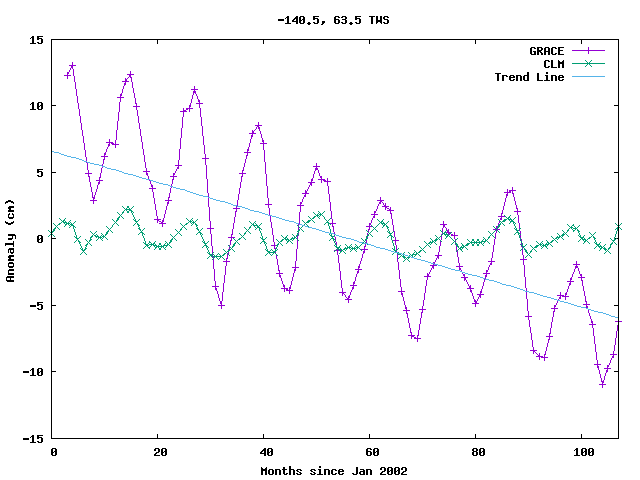 -140.5, 63.5 TWS
GRACE
CLM
Trend Line
15
10
5
0
-5
-10
-15
Anomaly (cm)
0 20 40 60 80 100
Months since Jan 2002